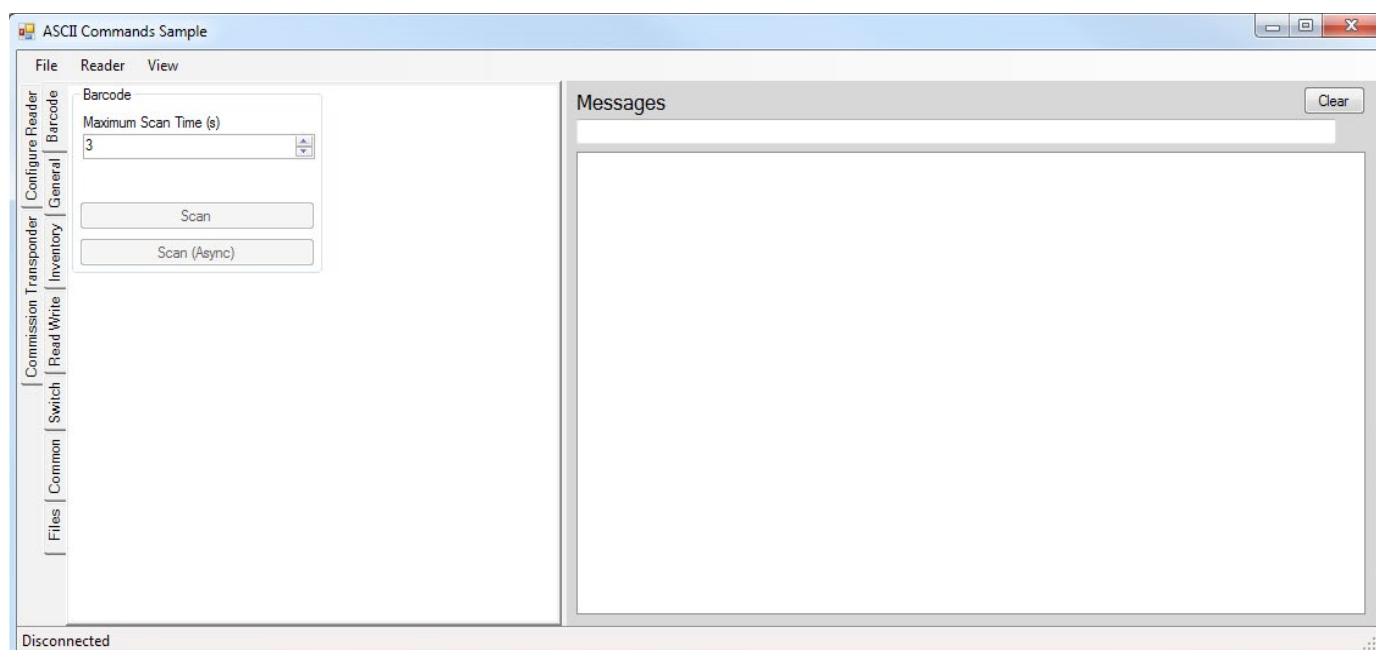 ASCII Commands Sample
File Reader View
Configure Reader
Commission Transponder
Barcode
General
Inventory
Read Write
Switch
Common
Files
Barcode
Maximum Scan Time (s)
3
Scan
Scan (Async)
Messages
Clear
Disconnected